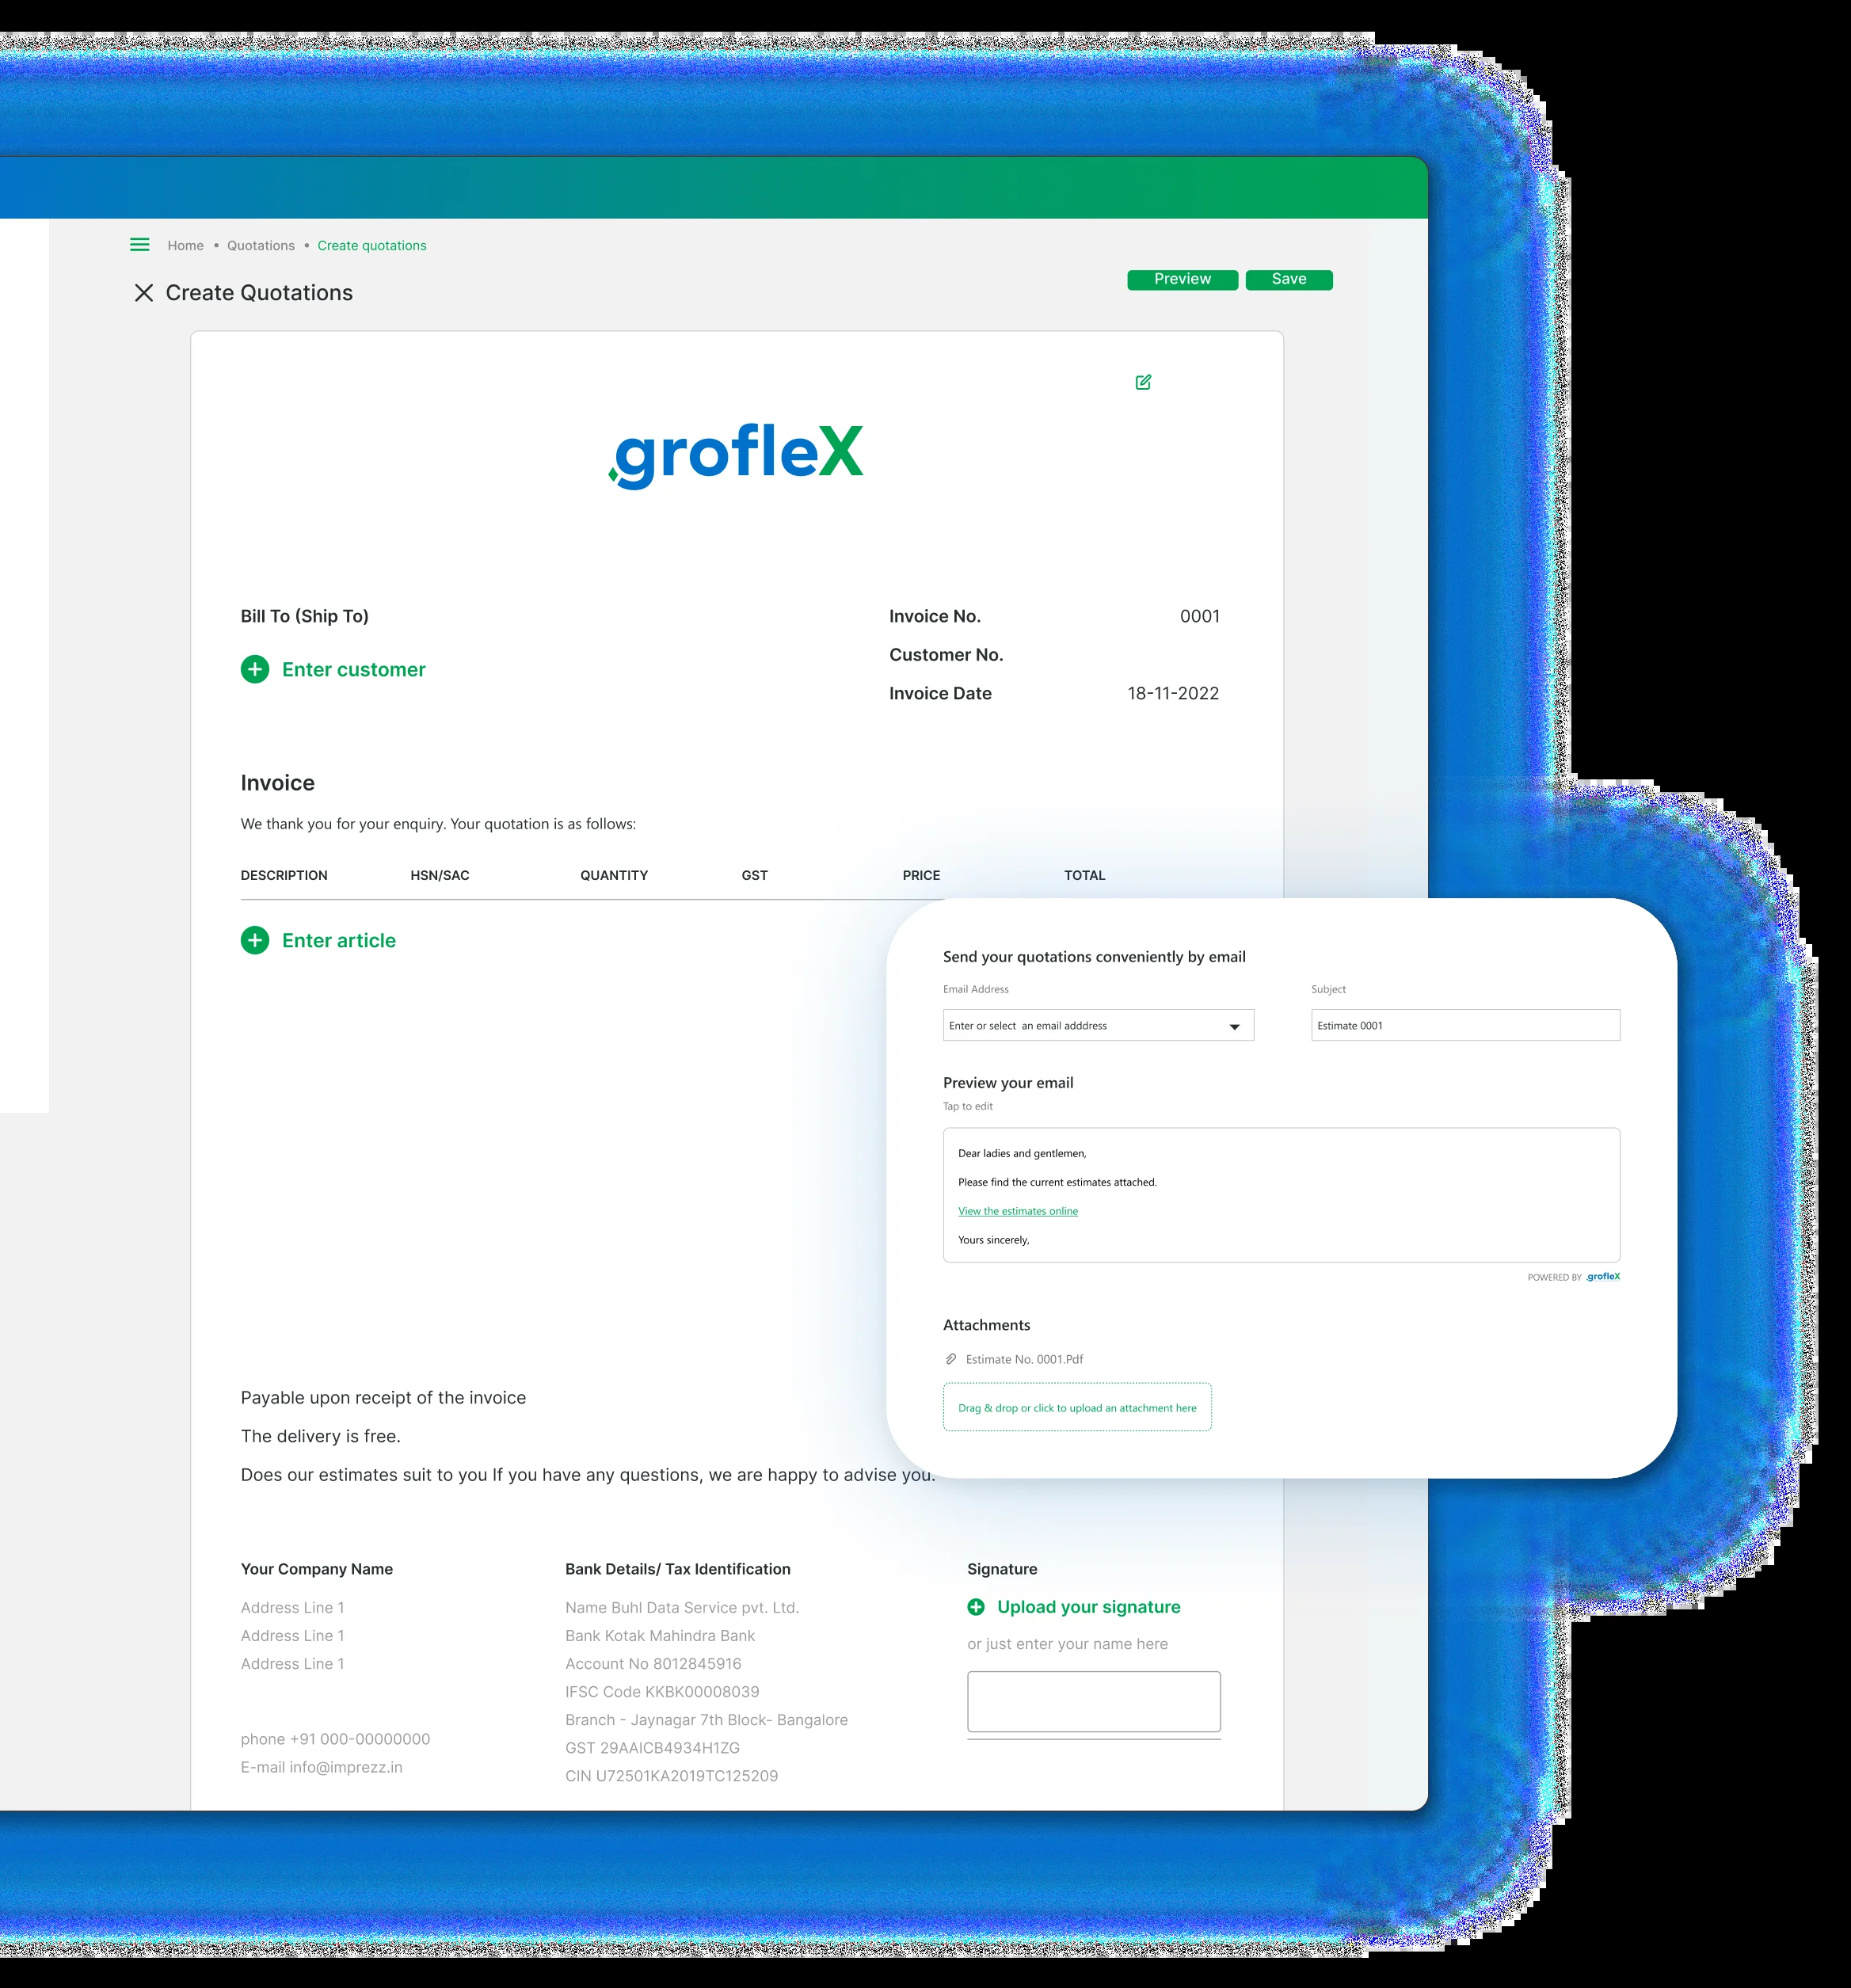 Home • Quotations • Create quotations
Create Quotations
Preview
Save
.grofleX
Bill To (Ship To)
Enter customer
Invoice No. 0001
Customer No.
Invoice Date 18-11-2022
Invoice
We thank you for your enquiry. Your quotation is as follows:
DESCRIPTION HSN/SAC QUANTITY GST PRICE TOTAL
Enter article
Send your quotations conveniently by email
Email Address Subject
Enter or select an email adddress Estimate 0001
Preview your email
Tap to edit
Dear ladies and gentlemen,
Please find the current estimates attached.
View the estimates online
Yours sincerely,
POWERED BY .grofleX
Attachments
Estimate No. 0001.Pdf
Drag & drop or click to upload an attachment here
Payable upon receipt of the invoice
The delivery is free.
Does our estimates suit to you If you have any questions, we are happy to advise you.
Your Company Name
Address Line 1
Address Line 1
Address Line 1
phone +91 000-00000000
E-mail info@imprezz.in
Bank Details/ Tax Identification
Name Buhl Data Service pvt. Ltd.
Bank Kotak Mahindra Bank
Account No 8012845916
IFSC Code KKBK00008039
Branch - Jaynagar 7th Block- Bangalore
GST 29AAICB4934H1ZG
CIN U72501KA2019TC125209
Signature
Upload your signature
or just enter your name here